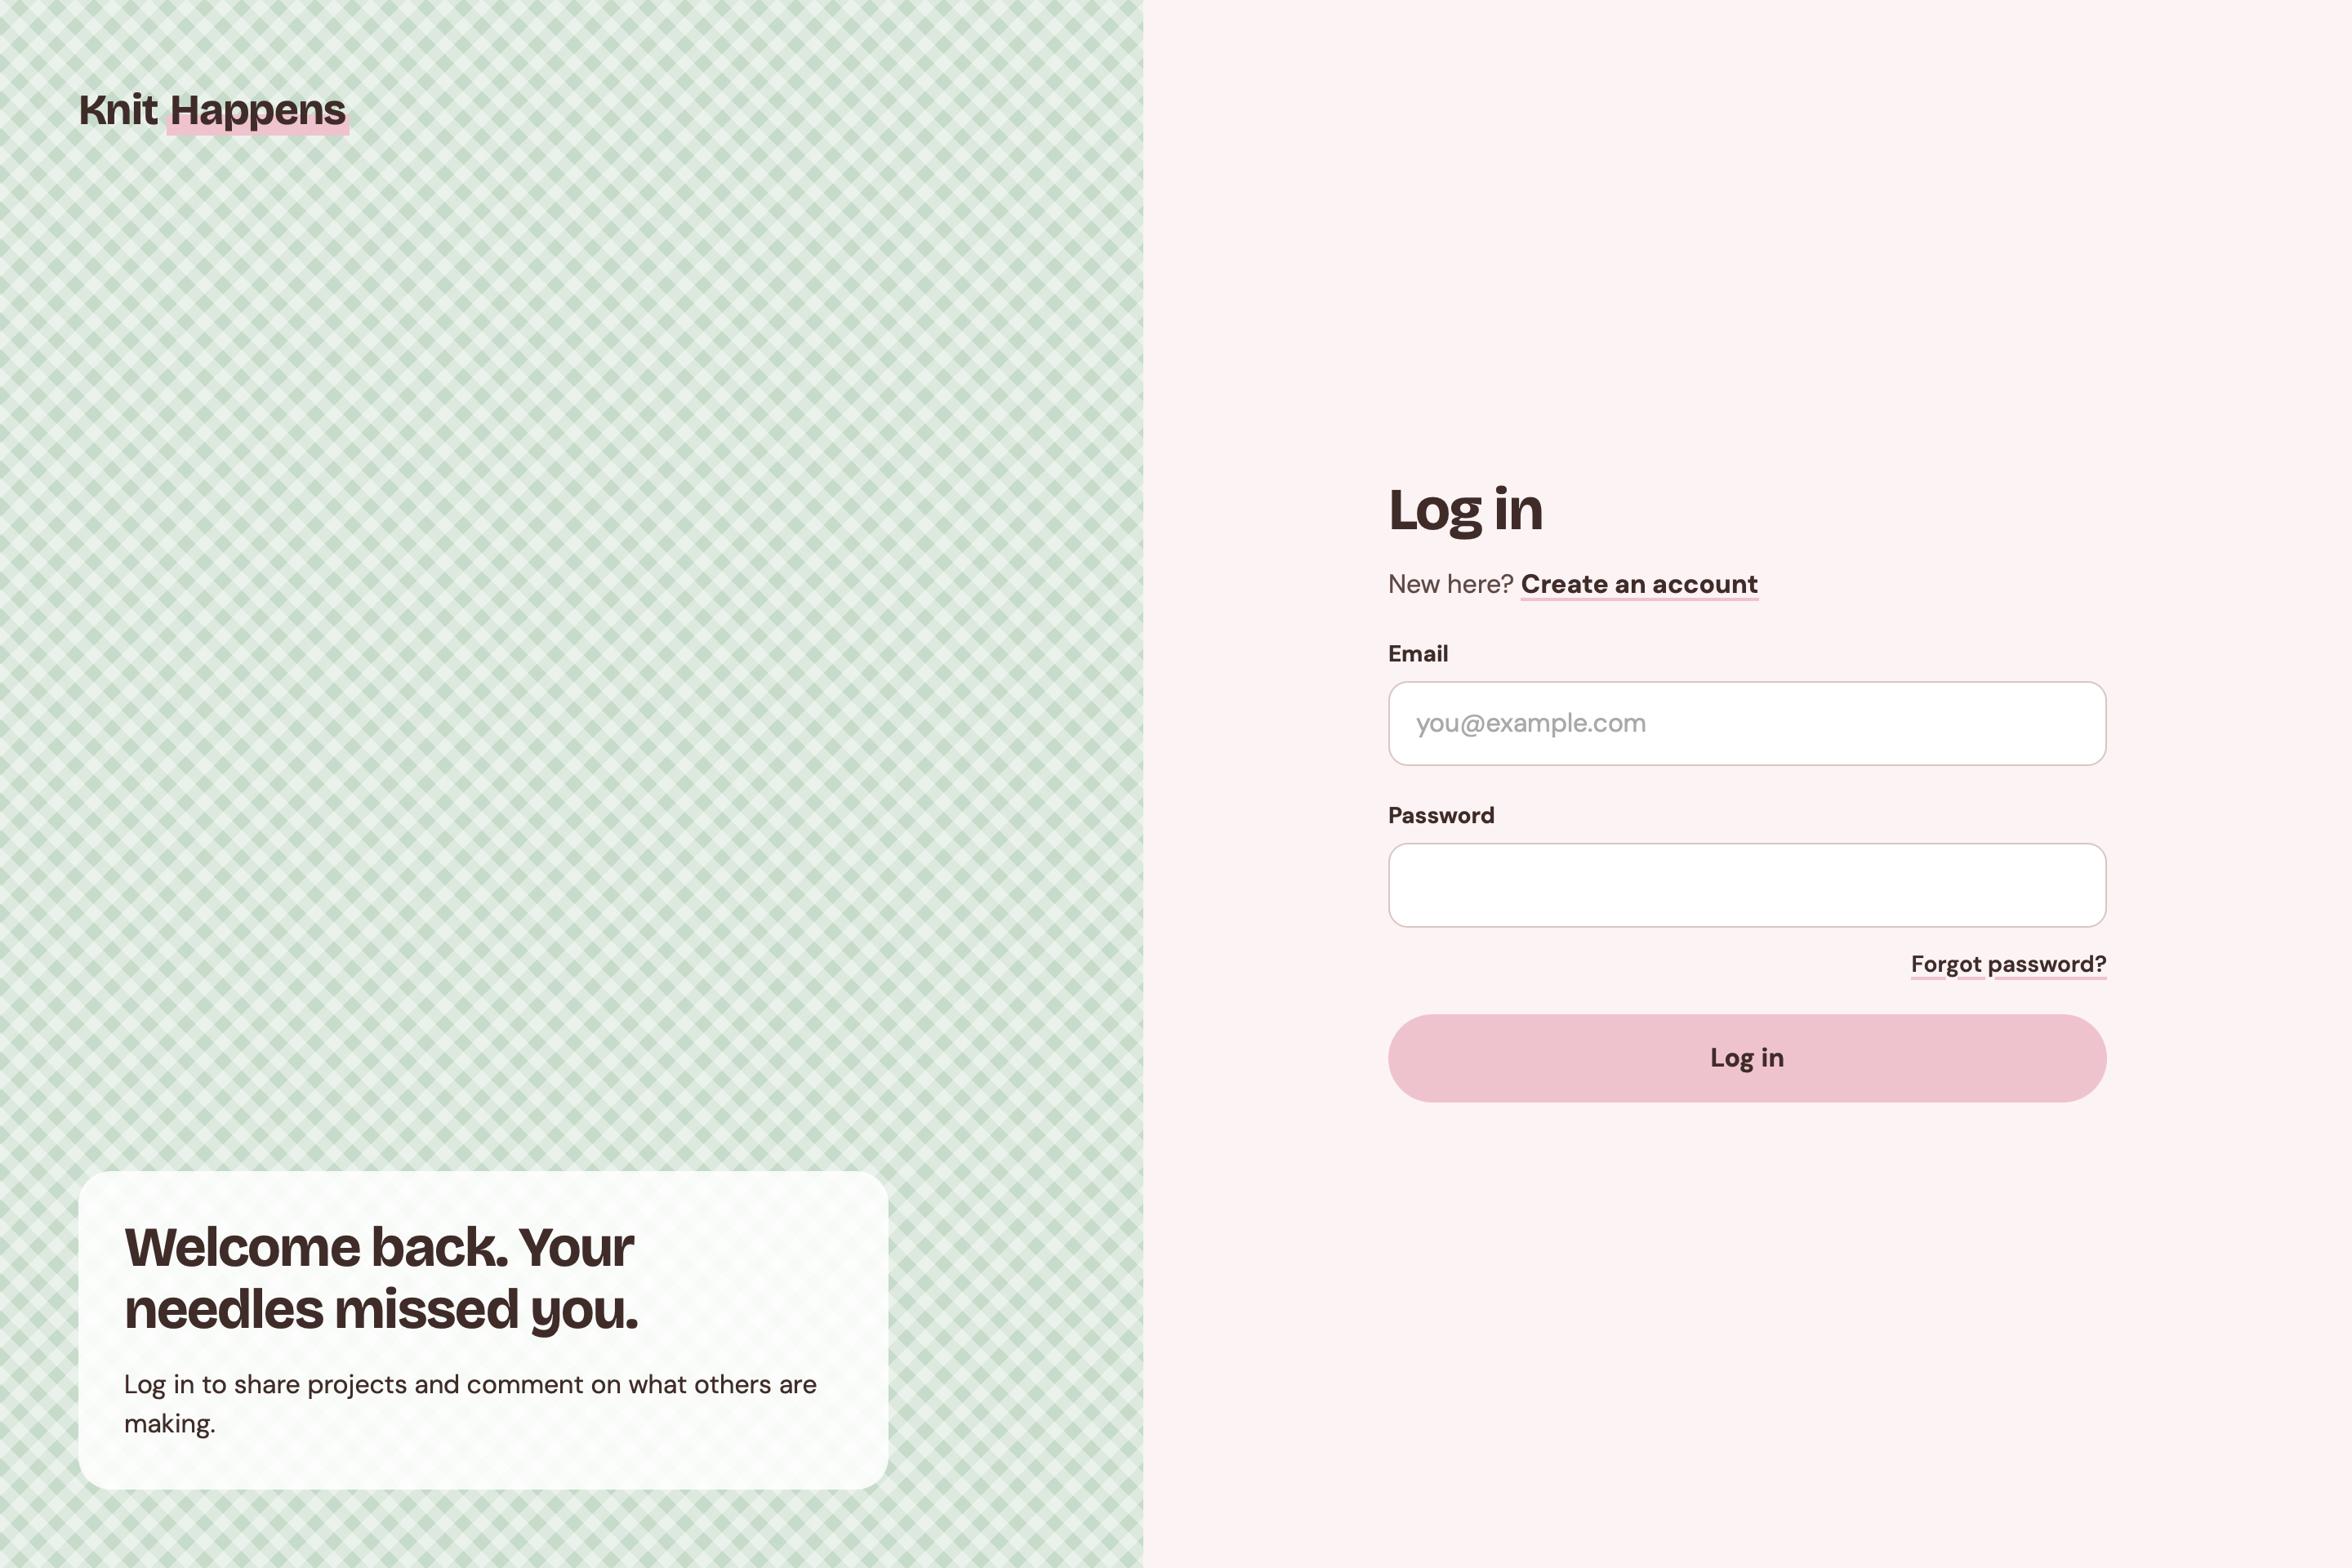 Knit Happens
Welcome back. Your
needles missed you.
Log in to share projects and comment on what others are
making.
Log in
New here? Create an account
Email
you@example.com
Password
Forgot password?
Log in